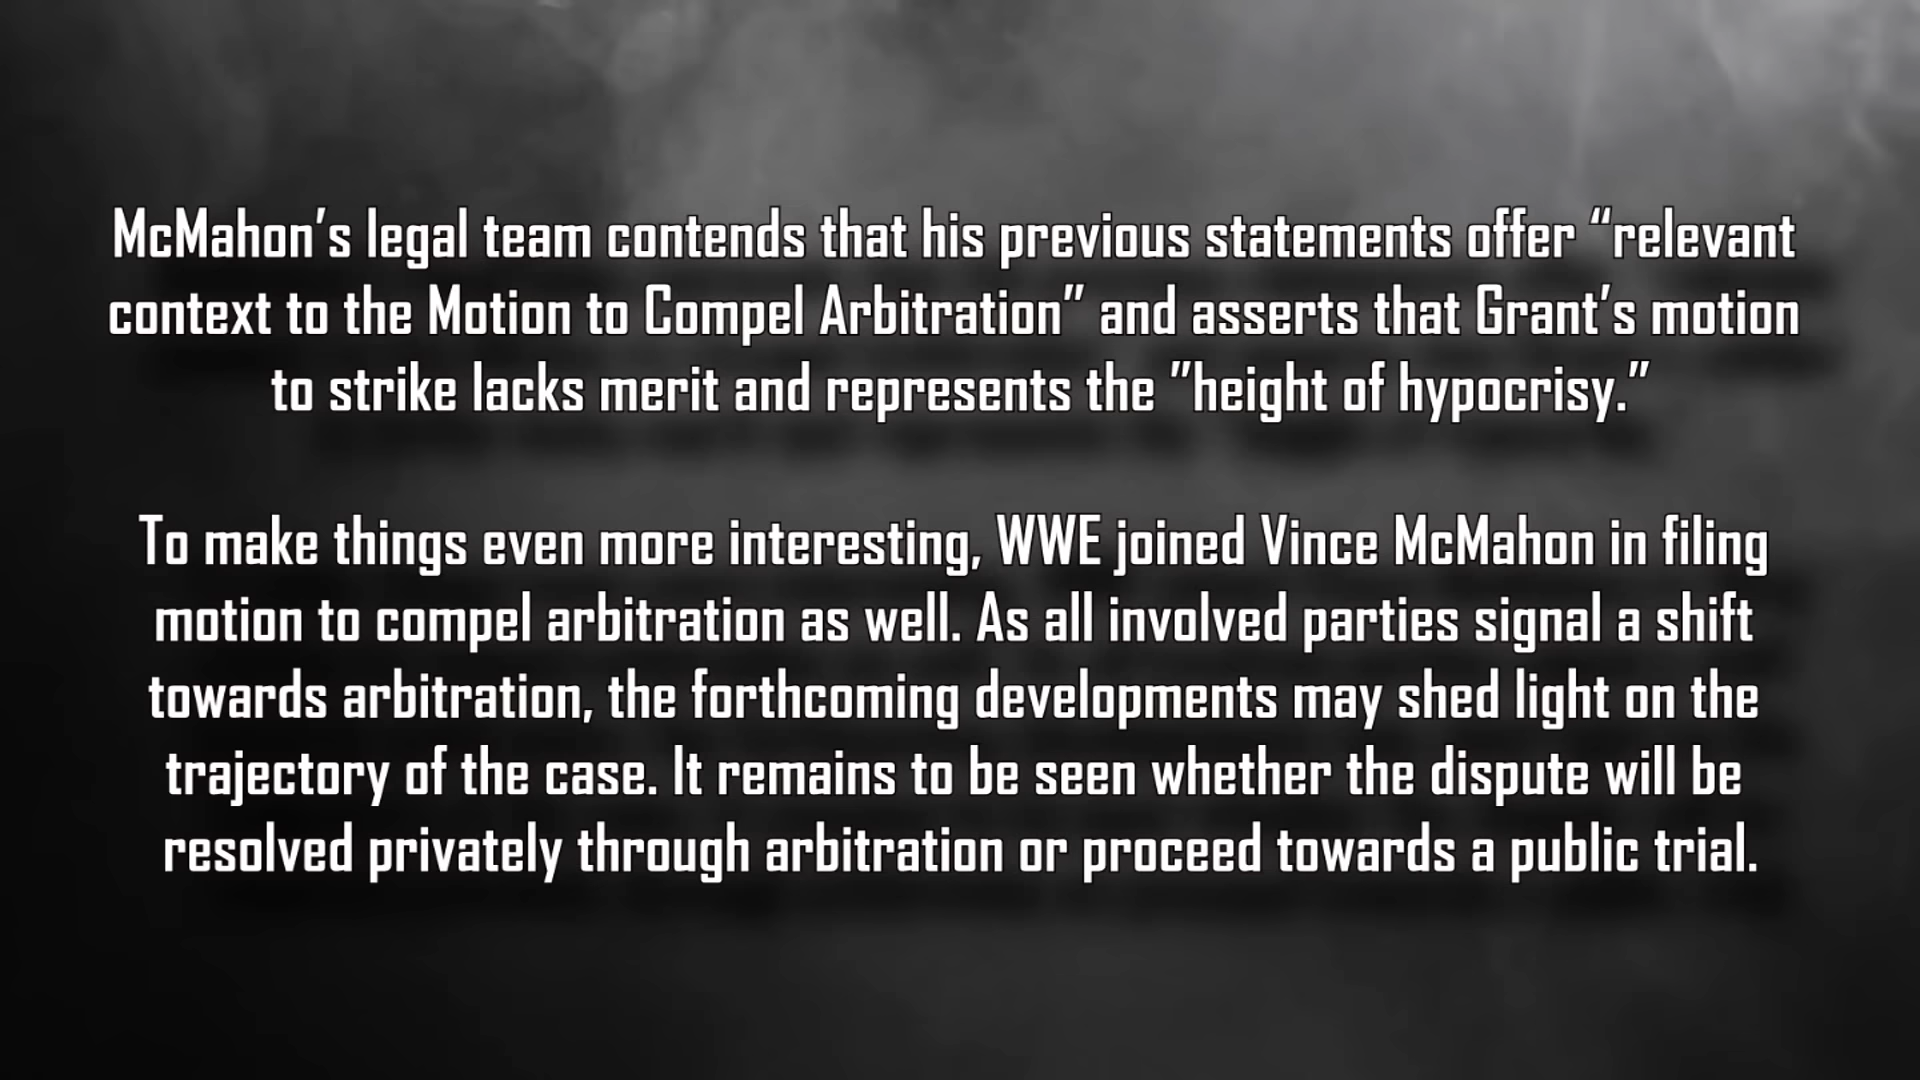 McMahon’s legal team contends that his previous statements offer “relevant
context to the Motion to Compel Arbitration” and asserts that Grant’s motion
to strike lacks merit and represents the ”height of hypocrisy.”
To make things even more interesting, WWE joined Vince McMahon in filing
motion to compel arbitration as well. As all involved parties signal a shift
towards arbitration, the forthcoming developments may shed light on the
trajectory of the case. It remains to be seen whether the dispute will be
resolved privately through arbitration or proceed towards a public trial.